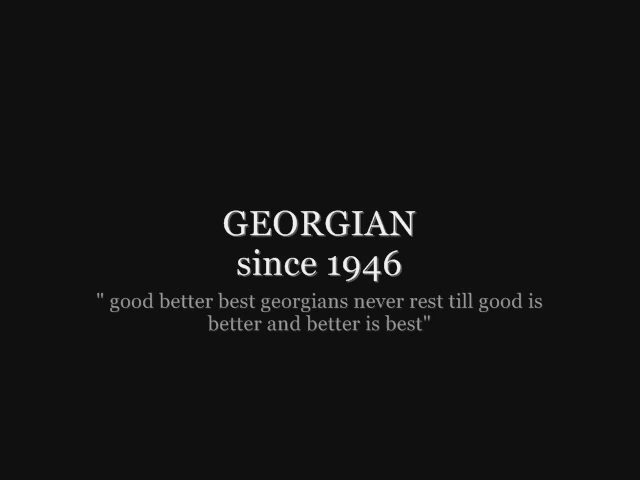 GEORGIAN
since 1946
" good better best georgians never rest till good is
better and better is best"